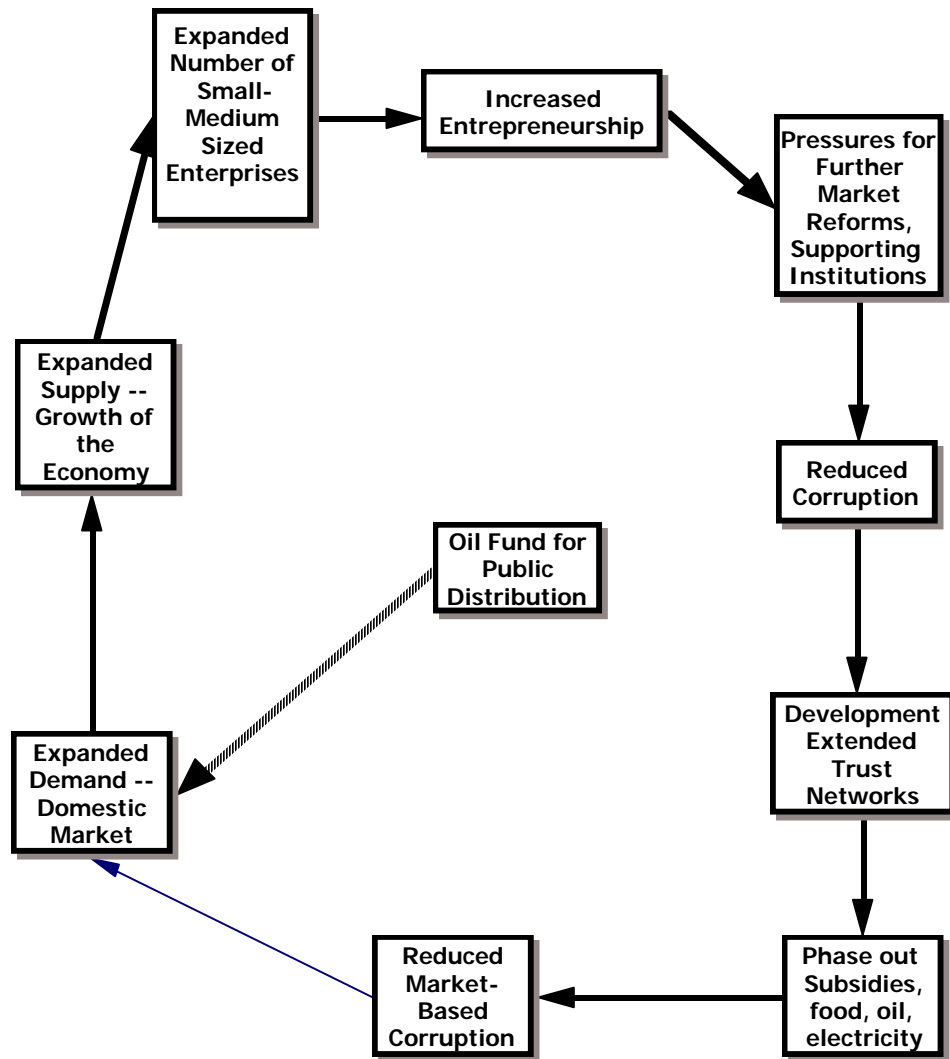 Expanded
Number of
Small-
Medium
Sized
Enterprises
Increased
Entrepreneurship
Pressures for
Further
Market
Reforms,
Supporting
Institutions
Expanded
Supply --
Growth of
the
Economy
Reduced
Corruption
Oil Fund for
Public
Distribution
Development
Extended
Trust
Networks
Expanded
Demand --
Domestic
Market
Reduced
Market-
Based
Corruption
Phase out
Subsidies,
food, oil,
electricity